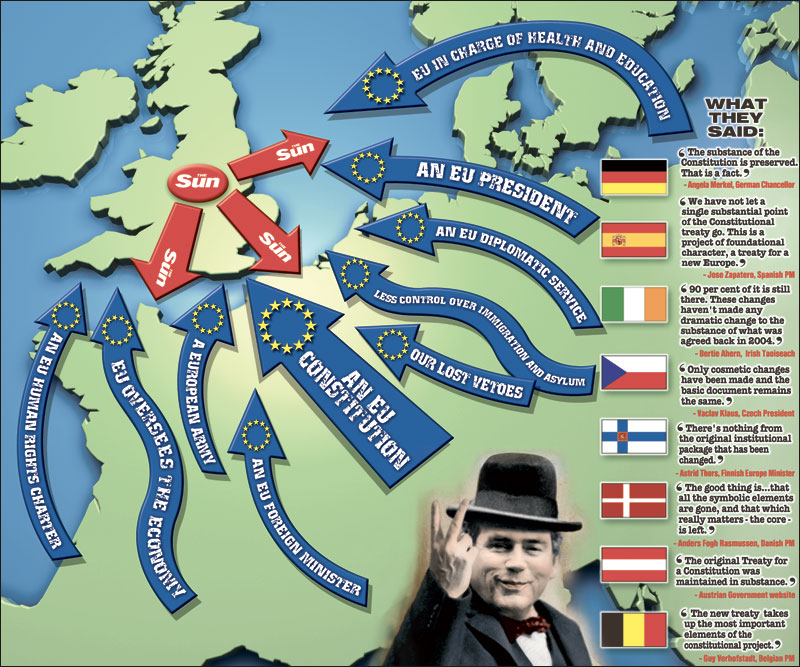 EU IN CHARGE OF HEALTH AND EDUCATION
THE
Sun
THE
Sun
THE
Sun
THE
Sun
AN EU PRESIDENT
AN EU DIPLOMATIC SERVICE
LESS CONTROL OVER IMMIGRATION AND ASYLUM
OUR LOST VETOES
AN EU
CONSTITUTION
AN EU HUMAN RIGHTS CHARTER
EU OVERSEES THE ECONOMY
A EUROPEAN ARMY
AN EU FOREIGN MINISTER
WHAT
THEY
SAID:
‘The substance of the
Constitution is preserved.
That is a fact.’
- Angela Merkel, German Chancellor
‘We have not let a
single substantial point
of the Constitutional
treaty go. This is a
project of foundational
character, a treaty for a
new Europe.’
- Jose Zapatero, Spanish PM
‘90 per cent of it is still
there. These changes
haven't made any
dramatic change to the
substance of what was
agreed back in 2004.’
- Bertie Ahern, Irish Taoiseach
‘Only cosmetic changes
have been made and the
basic document remains
the same.’
- Vaclav Klaus, Czech President
‘There's nothing from
the original institutional
package that has been
changed.’
- Astrid Thors, Finnish Europe Minister
‘The good thing is...that
all the symbolic elements
are gone, and that which
really matters - the core -
is left.’
- Anders Fogh Rasmussen, Danish PM
‘The original Treaty for
a Constitution was
maintained in substance.’
- Austrian Government website
‘The new treaty takes
up the most important
elements of the
constitutional project.’
- Guy Verhofstadt, Belgian PM